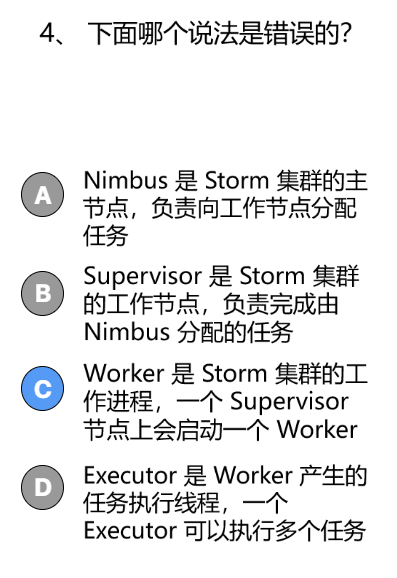 4、 下面哪个说法是错误的？
A
Nimbus 是 Storm 集群的主
节点，负责向工作节点分配
任务
B
Supervisor 是 Storm 集群
的工作节点，负责完成由
Nimbus 分配的任务
C
Worker 是 Storm 集群的工
作进程，一个 Supervisor
节点上会启动一个 Worker
D
Executor 是 Worker 产生的
任务执行线程，一个
Executor 可以执行多个任务